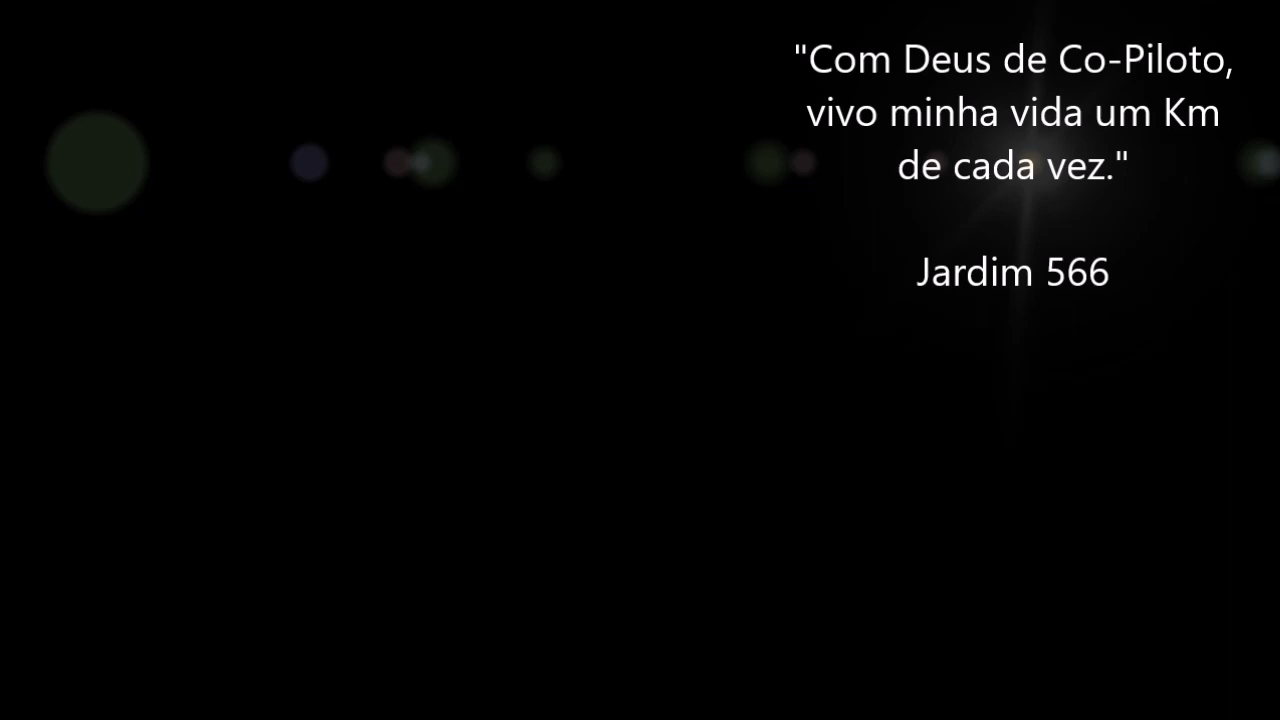 "Com Deus de Co-Piloto,
vivo minha vida um Km
de cada vez."
Jardim 566